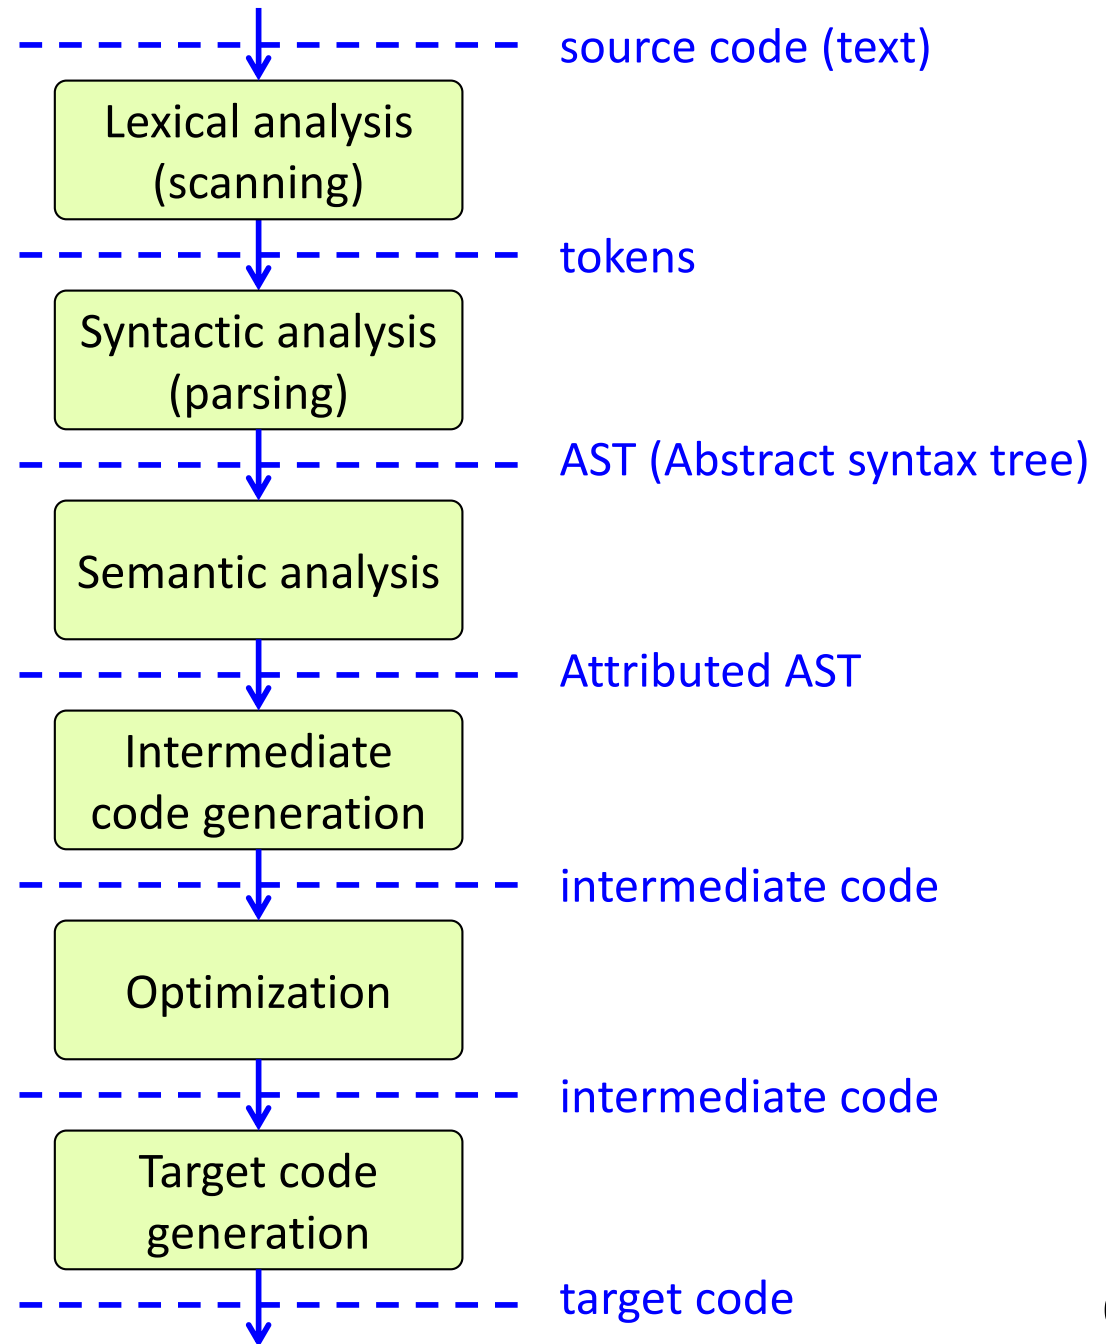 source code (text)
Lexical analysis
(scanning)
tokens
Syntactic analysis
(parsing)
AST (Abstract syntax tree)
Semantic analysis
Attributed AST
Intermediate
code generation
intermediate code
Optimization
intermediate code
Target code
generation
target code